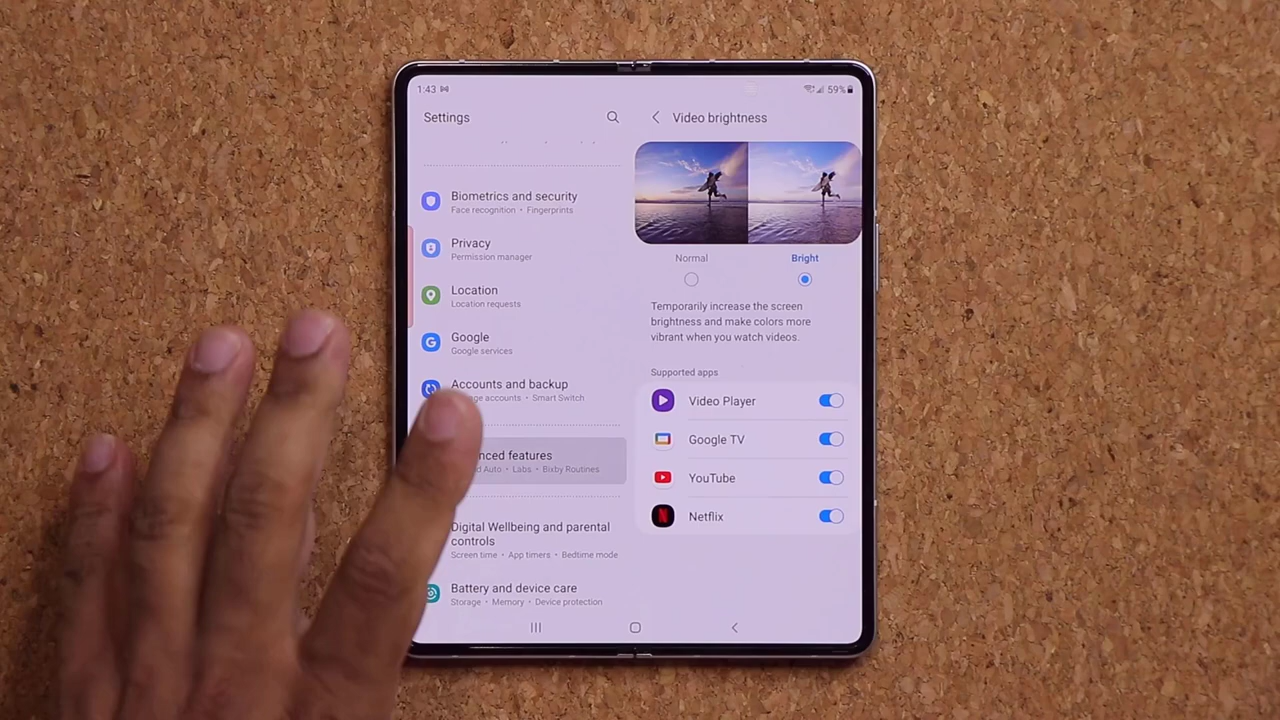 1:43
59%
Settings
Biometrics and security
Face recognition • Fingerprints
Privacy
Permission manager
Location
Location requests
Google
Google services
Accounts and backup
accounts • Smart Switch
features
Auto • Labs • Bixby Routines
Digital Wellbeing and parental
controls
Screen time • App timers • Bedtime mode
Battery and device care
Storage • Memory • Device protection
Video brightness
Normal
Bright
Temporarily increase the screen
brightness and make colors more
vibrant when you watch videos.
Supported apps
Video Player
Google TV
YouTube
Netflix